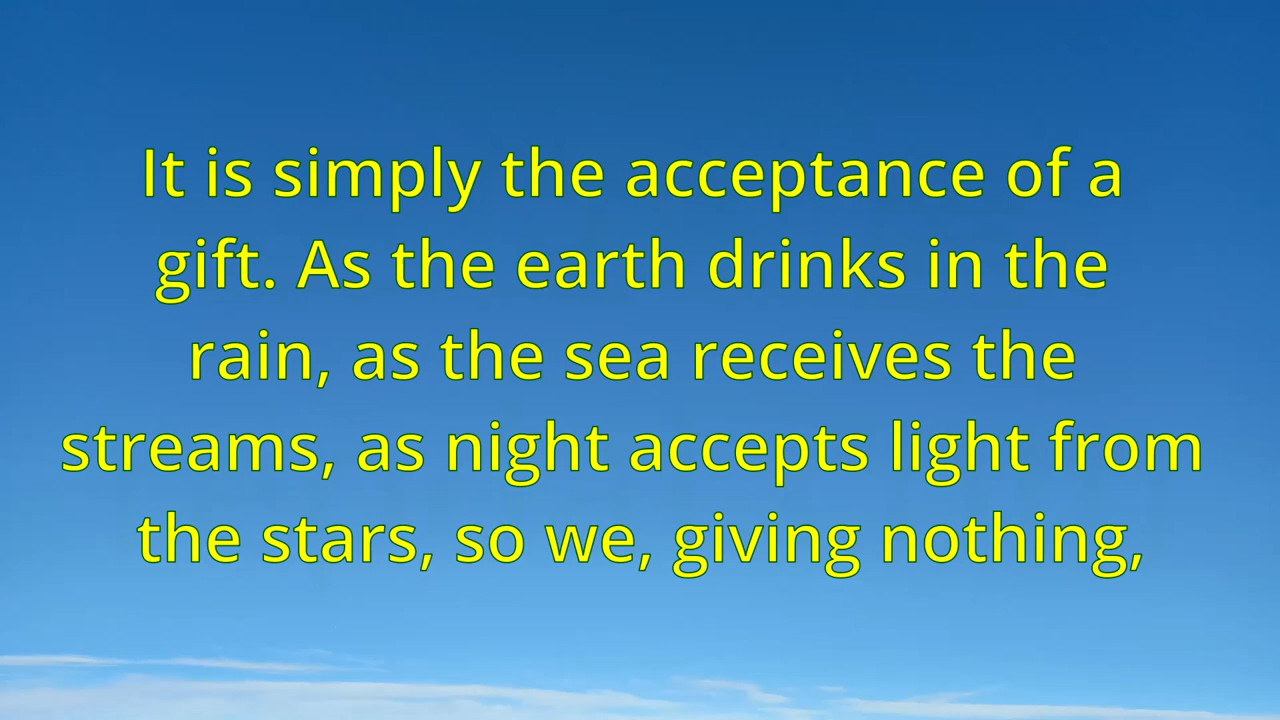 It is simply the acceptance of a
gift. As the earth drinks in the
rain, as the sea receives the
streams, as night accepts light from
the stars, so we, giving nothing,